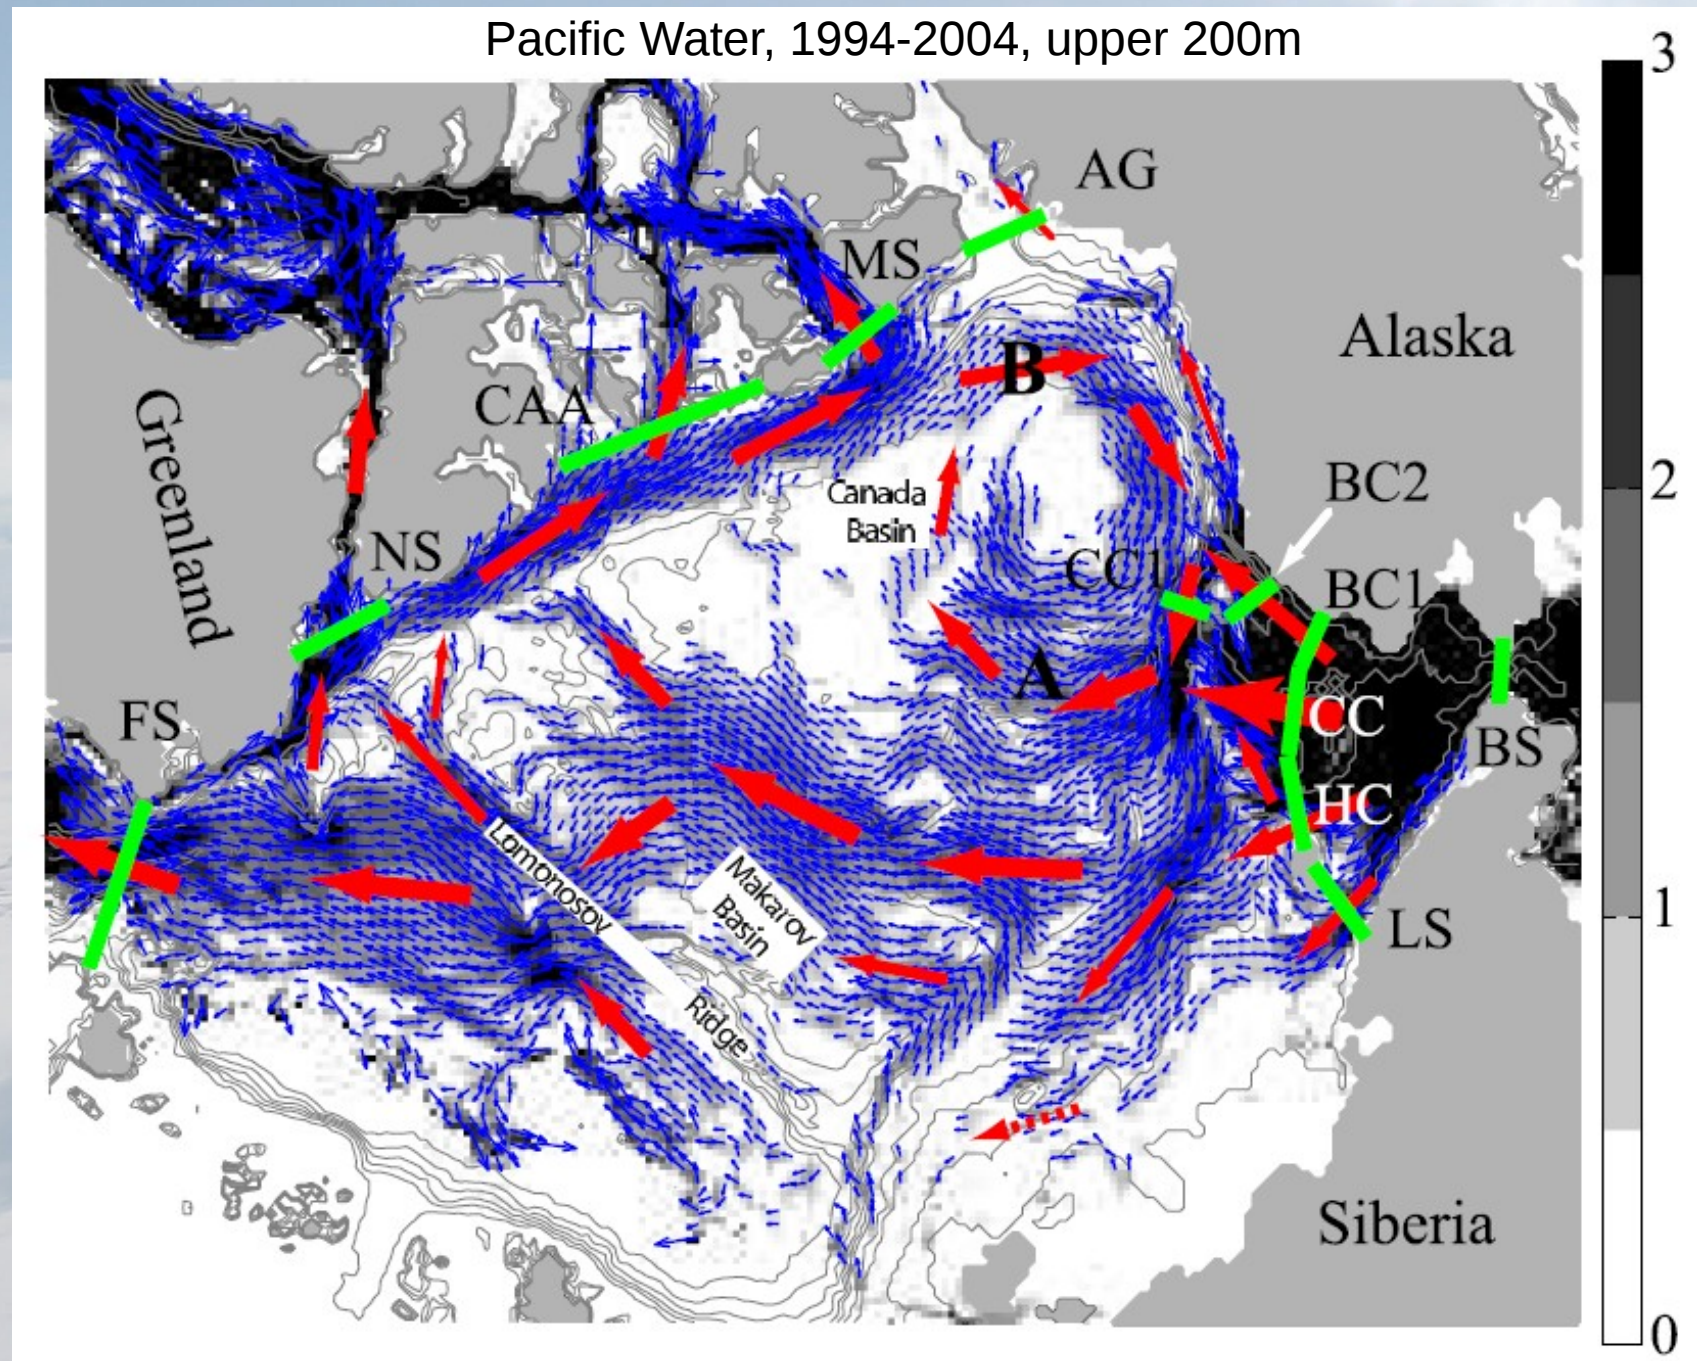 Pacific Water, 1994-2004, upper 200m
3
AG
MS
Alaska
B
CAA
Greenland
BC2
2
Canada
Basin
NS
CC1
BC1
A
CC
FS
BS
HC
Lomonosov
Ridge
Makarov
Basin
1
LS
Siberia
0